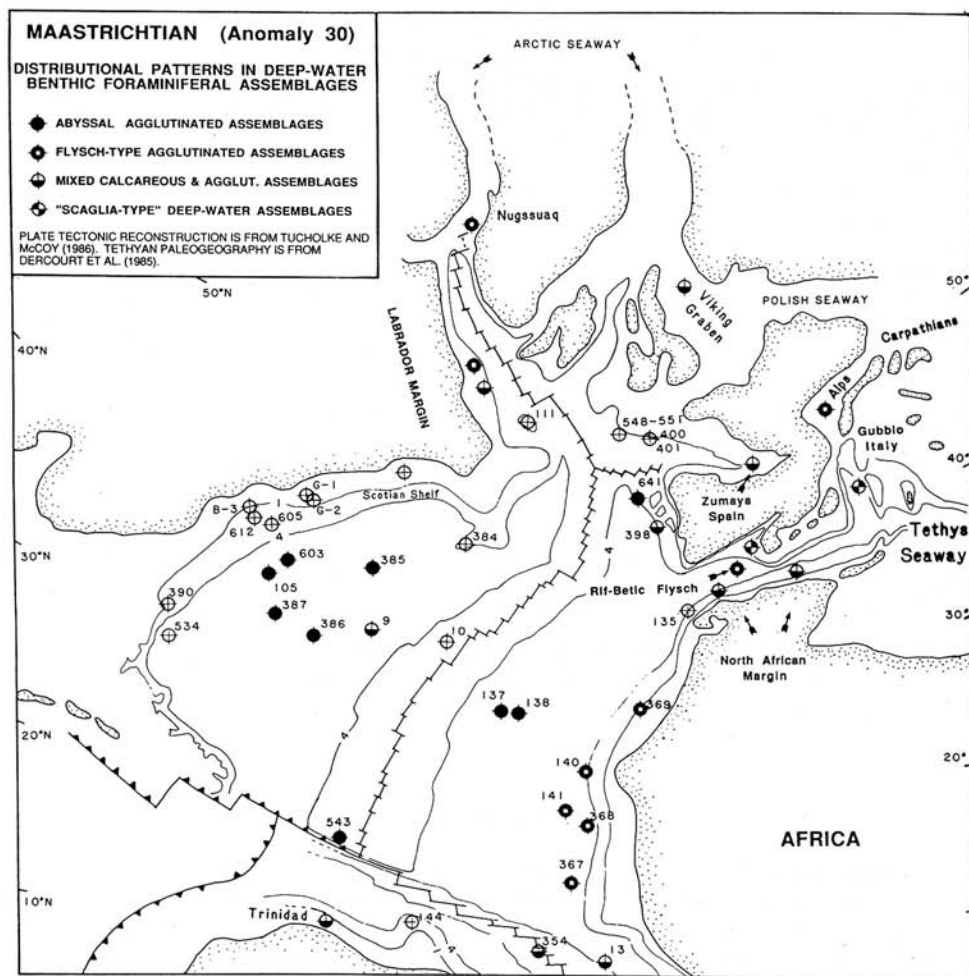 MAASTRICHTIAN (Anomaly 30)
DISTRIBUTIONAL PATTERNS IN DEEP-WATER
BENTHIC FORAMINIFERAL ASSEMBLAGES
ABYSSAL AGGLUTINATED ASSEMBLAGES
FLYSCH-TYPE AGGLUTINATED ASSEMBLAGES
MIXED CALCAREOUS & AGGLUT. ASSEMBLAGES
"SCAGLIA-TYPE" DEEP-WATER ASSEMBLAGES
PLATE TECTONIC RECONSTRUCTION IS FROM TUCHOLKE AND
McCOY (1986). TETHYAN PALEOGEOGRAPHY IS FROM
DERCOURT ET AL. (1985).
ARCTIC SEAWAY
Nugssuaq
50°N
50°N
Viking
Graben
POLISH SEAWAY
Carpathians
40°N
LABRADOR MARGIN
Alps
Gubbio
Italy
111
548-551
400
401
40°N
641
Zumaya
Spain
G-1
G-2
B-3
1
Scotian Shelf
612
605
4
384
398
Tethys
Seaway
30°N
603
385
4
105
Rif-Betic Flysch
390
387
9
135
30°N
534
386
10
North African
Margin
137
138
369
20°N
4
20°
140
141
368
543
AFRICA
367
10°N
Trinidad
144
4
354
13